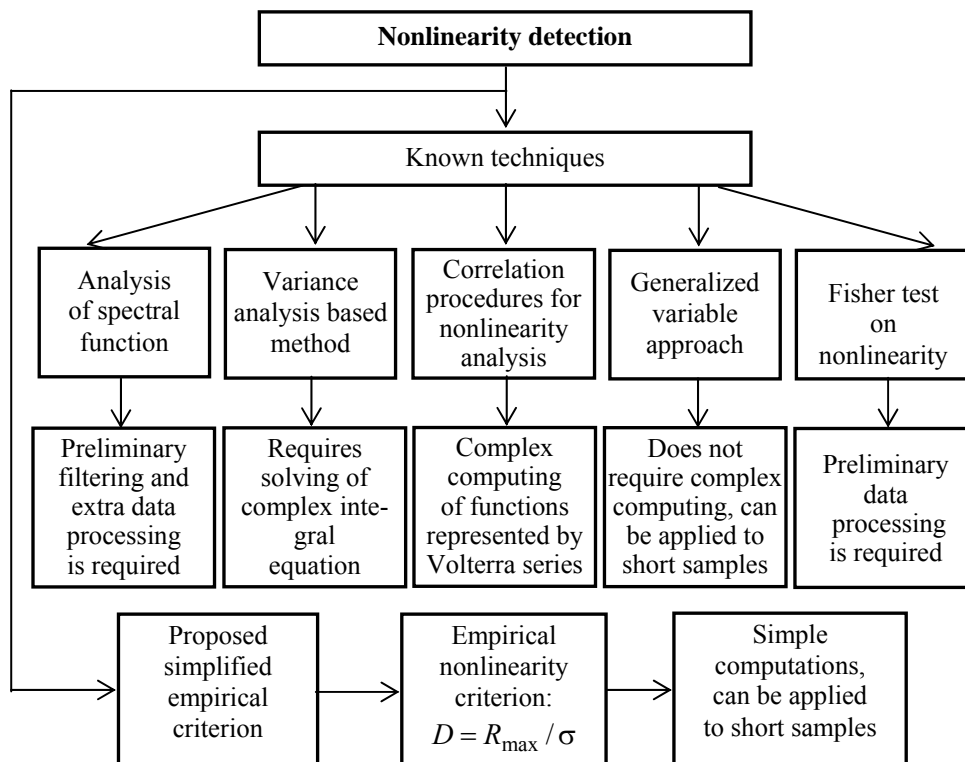 Nonlinearity detection
Known techniques
Analysis
of spectral
function
Variance
analysis based
method
Correlation
procedures for
nonlinearity
analysis
Generalized
variable
approach
Fisher test
on
nonlinearity
Preliminary
filtering and
extra data
processing
is required
Requires
solving of
complex inte-
gral
equation
Complex
computing
of functions
represented by
Volterra series
Does not
require complex
computing, can
be applied to
short samples
Preliminary
data
processing
is required
Proposed
simplified
empirical
criterion
Empirical
nonlinearity
criterion:
D = R_max / σ
Simple
computations,
can be applied
to short samples